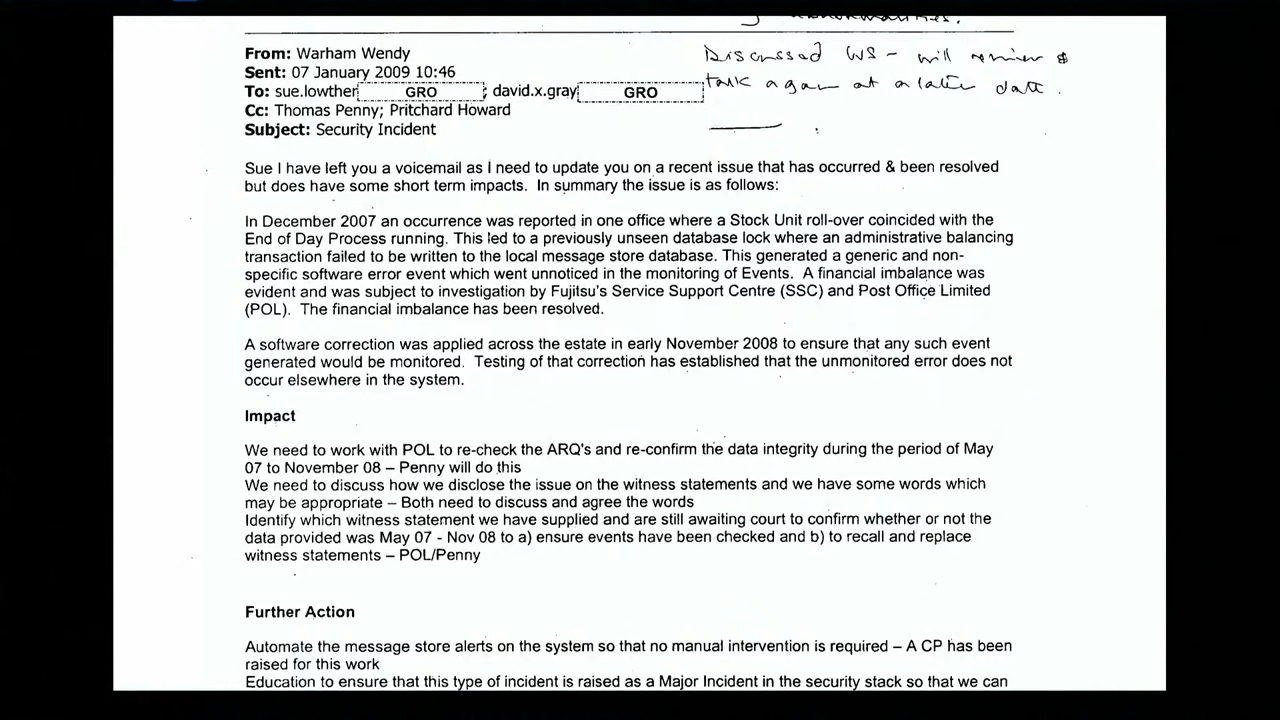 abnormalities.
Discussed WS - will review &
talk again at a later date.
From: Warham Wendy
Sent: 07 January 2009 10:46
To: sue.lowther GRO ; david.x.gray GRO
Cc: Thomas Penny; Pritchard Howard
Subject: Security Incident
Sue I have left you a voicemail as I need to update you on a recent issue that has occurred & been resolved
but does have some short term impacts. In summary the issue is as follows:
In December 2007 an occurrence was reported in one office where a Stock Unit roll-over coincided with the
End of Day Process running. This led to a previously unseen database lock where an administrative balancing
transaction failed to be written to the local message store database. This generated a generic and non-
specific software error event which went unnoticed in the monitoring of Events. A financial imbalance was
evident and was subject to investigation by Fujitsu's Service Support Centre (SSC) and Post Office Limited
(POL). The financial imbalance has been resolved.
A software correction was applied across the estate in early November 2008 to ensure that any such event
generated would be monitored. Testing of that correction has established that the unmonitored error does not
occur elsewhere in the system.
Impact
We need to work with POL to re-check the ARQ's and re-confirm the data integrity during the period of May
07 to November 08 – Penny will do this
We need to discuss how we disclose the issue on the witness statements and we have some words which
may be appropriate – Both need to discuss and agree the words
Identify which witness statement we have supplied and are still awaiting court to confirm whether or not the
data provided was May 07 - Nov 08 to a) ensure events have been checked and b) to recall and replace
witness statements – POL/Penny
Further Action
Automate the message store alerts on the system so that no manual intervention is required – A CP has been
raised for this work
Education to ensure that this type of incident is raised as a Major Incident in the security stack so that we can